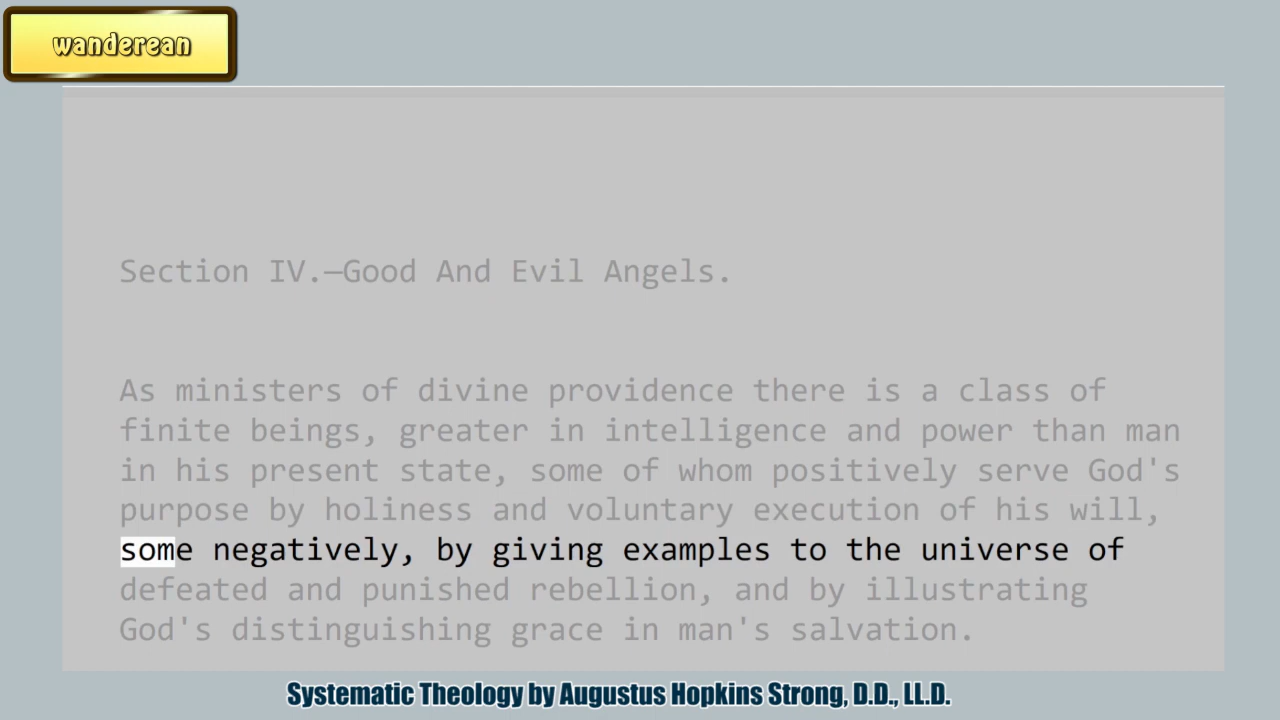 wanderean
Section IV.—Good And Evil Angels.
As ministers of divine providence there is a class of
finite beings, greater in intelligence and power than man
in his present state, some of whom positively serve God's
purpose by holiness and voluntary execution of his will,
some negatively, by giving examples to the universe of
defeated and punished rebellion, and by illustrating
God's distinguishing grace in man's salvation.
Systematic Theology by Augustus Hopkins Strong, D.D., LL.D.